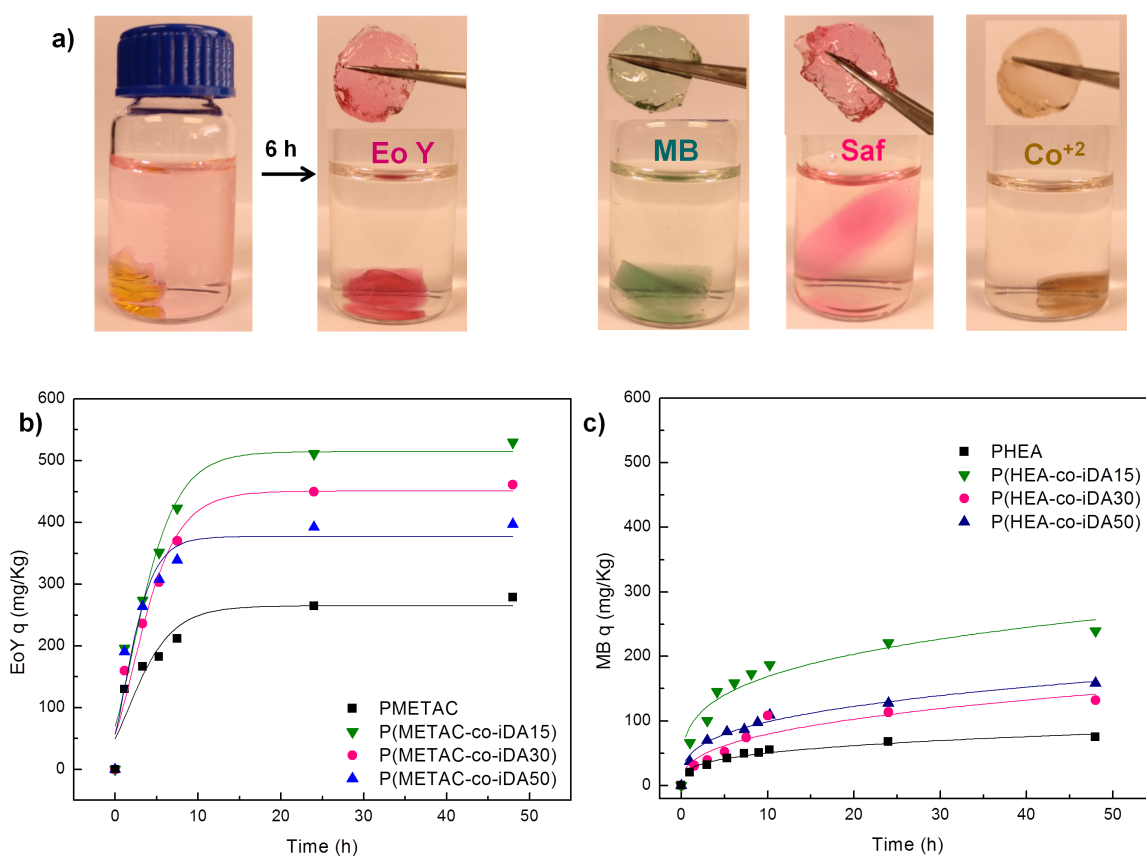 a)
6 h
Eo Y
MB
Saf
Co+2
b)
EoY q (mg/Kg)
600
500
400
300
200
100
0
0 10 20 30 40 50
Time (h)
PMETAC
P(METAC-co-iDA15)
P(METAC-co-iDA30)
P(METAC-co-iDA50)
c)
MB q (mg/Kg)
600
500
400
300
200
100
0
0 10 20 30 40 50
Time (h)
PHEA
P(HEA-co-iDA15)
P(HEA-co-iDA30)
P(HEA-co-iDA50)